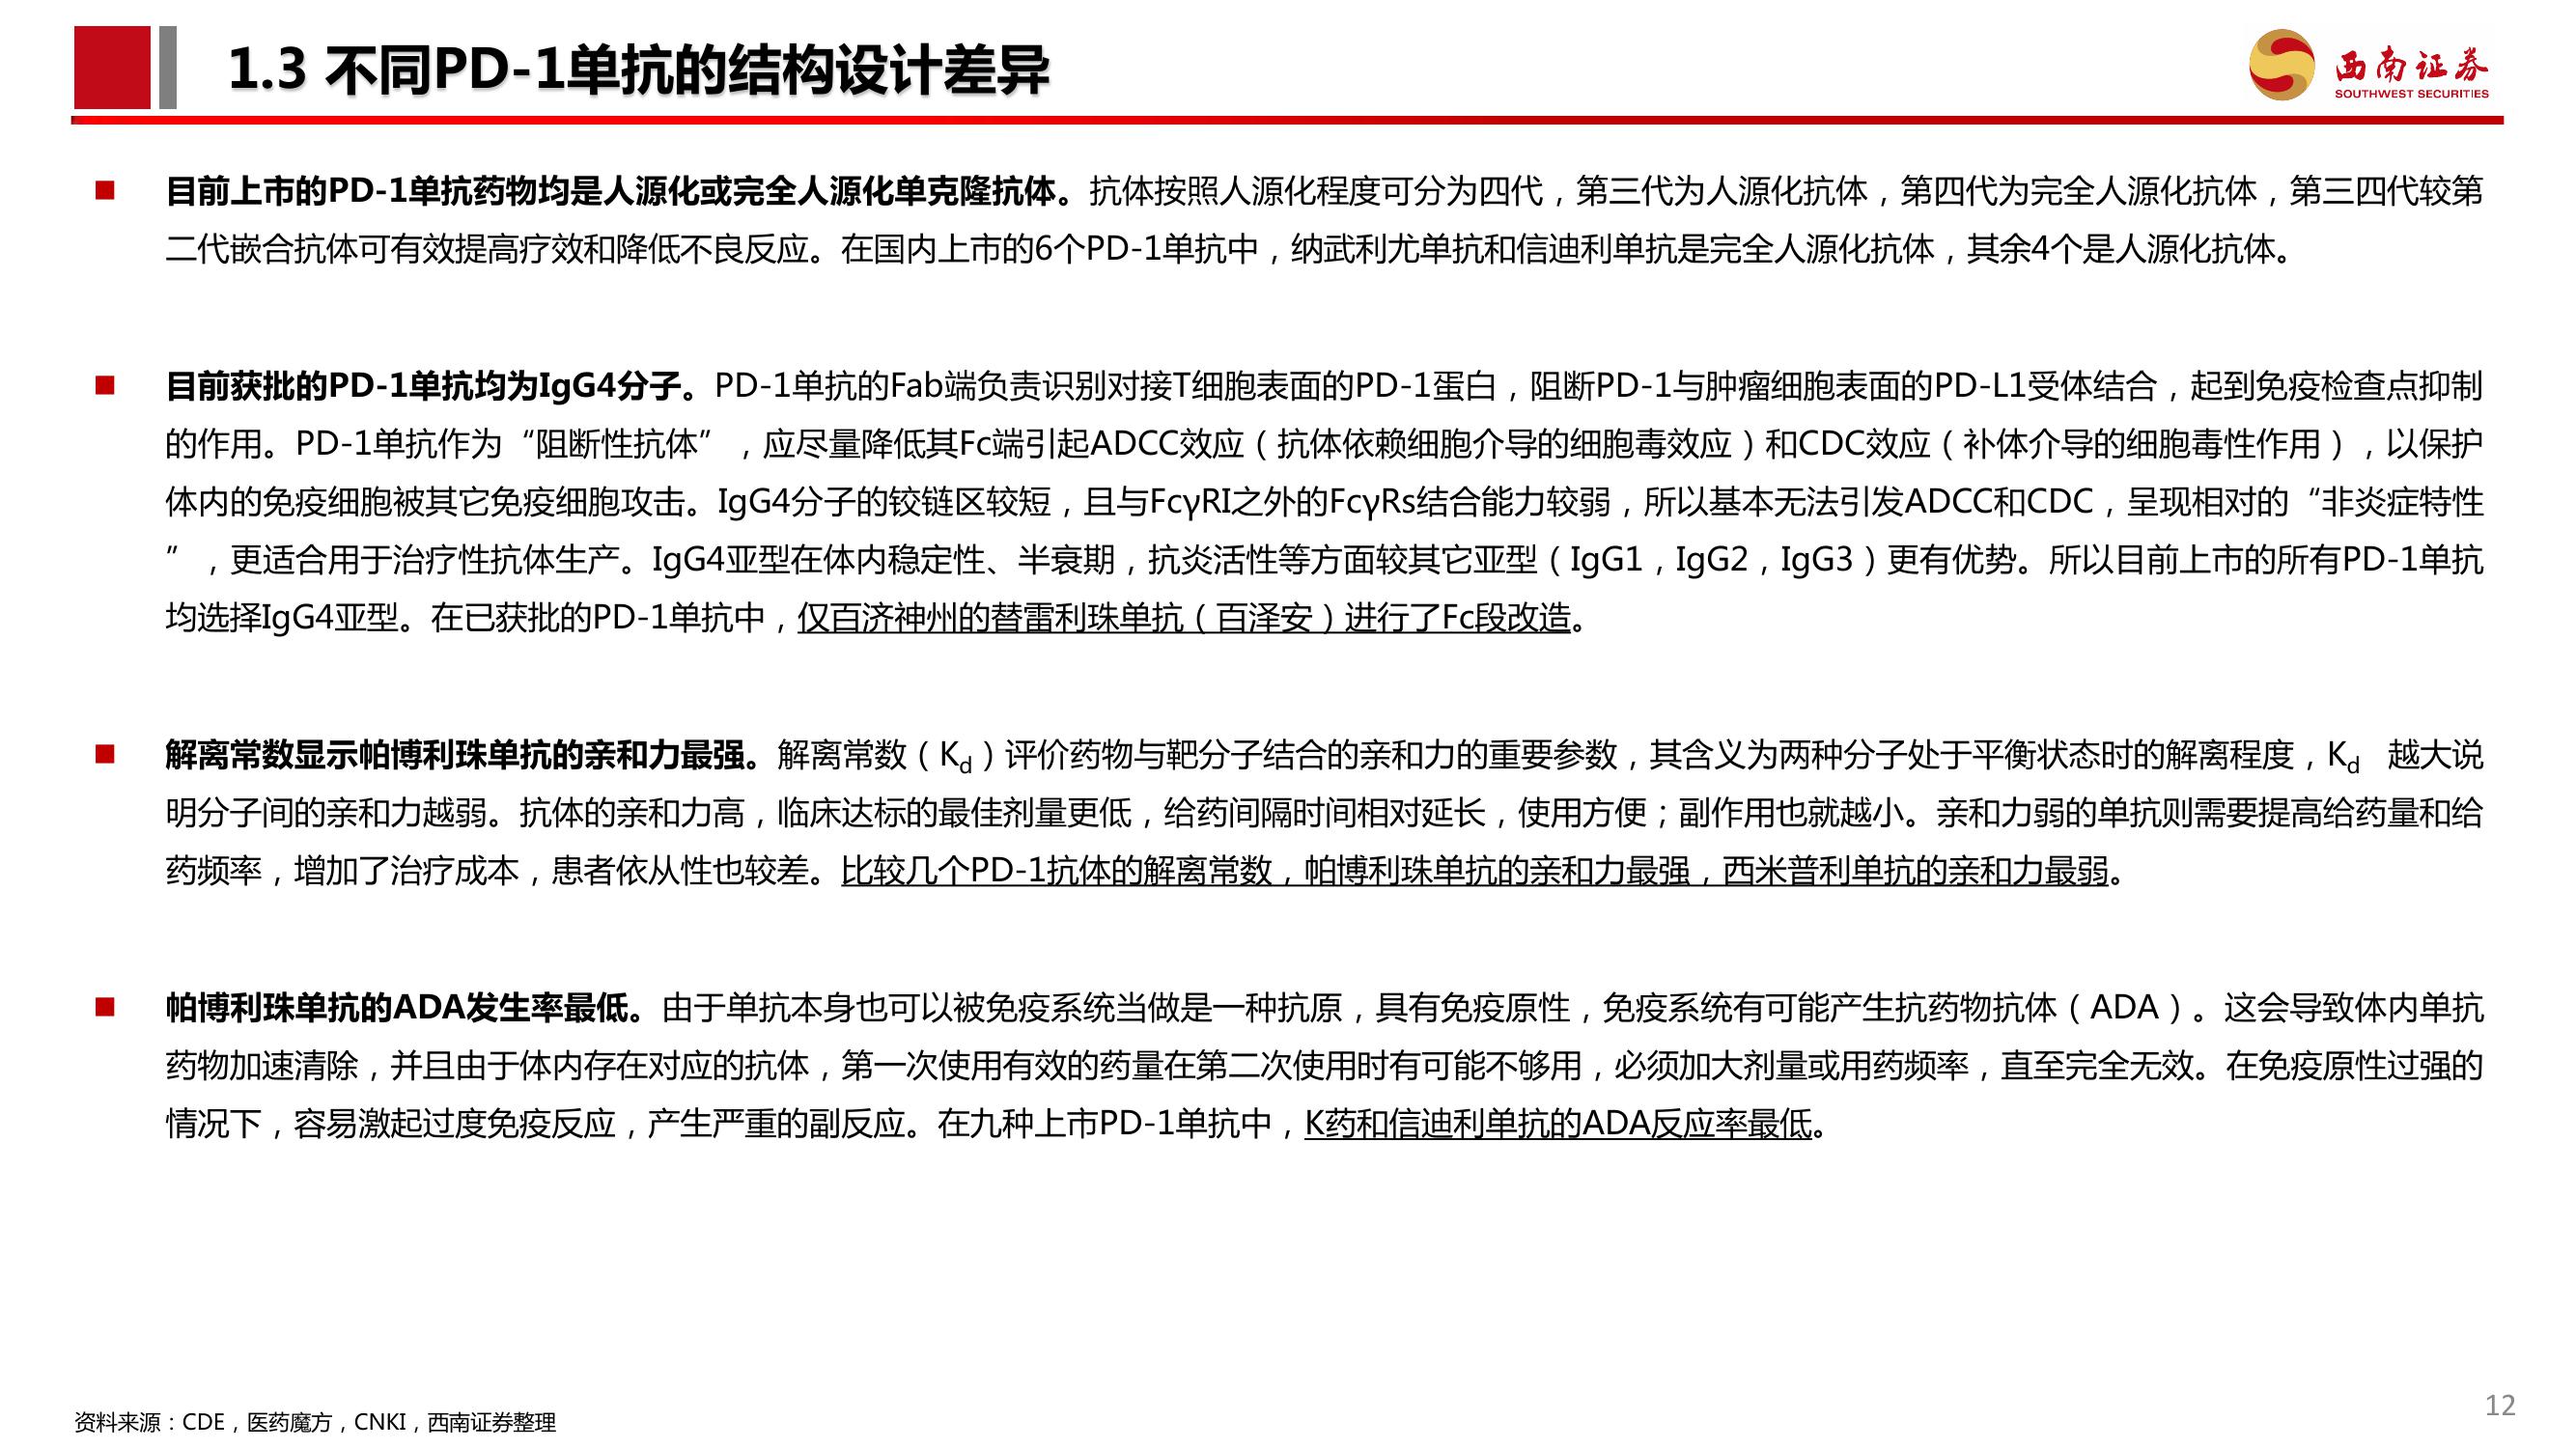 1.3 不同PD-1单抗的结构设计差异
西南证券
SOUTHWEST SECURITIES
■ 目前上市的PD-1单抗药物均是人源化或完全人源化单克隆抗体。抗体按照人源化程度可分为四代，第三代为人源化抗体，第四代为完全人源化抗体，第三四代较第
二代嵌合抗体可有效提高疗效和降低不良反应。在国内上市的6个PD-1单抗中，纳武利尤单抗和信迪利单抗是完全人源化抗体，其余4个是人源化抗体。
■ 目前获批的PD-1单抗均为IgG4分子。PD-1单抗的Fab端负责识别对接T细胞表面的PD-1蛋白，阻断PD-1与肿瘤细胞表面的PD-L1受体结合，起到免疫检查点抑制
的作用。PD-1单抗作为“阻断性抗体”，应尽量降低其Fc端引起ADCC效应（抗体依赖细胞介导的细胞毒效应）和CDC效应（补体介导的细胞毒性作用），以保护
体内的免疫细胞被其它免疫细胞攻击。IgG4分子的铰链区较短，且与FcγRI之外的FcγRs结合能力较弱，所以基本无法引发ADCC和CDC，呈现相对的“非炎症特性
”，更适合用于治疗性抗体生产。IgG4亚型在体内稳定性、半衰期，抗炎活性等方面较其它亚型（IgG1，IgG2，IgG3）更有优势。所以目前上市的所有PD-1单抗
均选择IgG4亚型。在已获批的PD-1单抗中，仅百济神州的替雷利珠单抗（百泽安）进行了Fc段改造。
■ 解离常数显示帕博利珠单抗的亲和力最强。解离常数（Kd）评价药物与靶分子结合的亲和力的重要参数，其含义为两种分子处于平衡状态时的解离程度，Kd 越大说
明分子间的亲和力越弱。抗体的亲和力高，临床达标的最佳剂量更低，给药间隔时间相对延长，使用方便；副作用也就越小。亲和力弱的单抗则需要提高给药量和给
药频率，增加了治疗成本，患者依从性也较差。比较几个PD-1抗体的解离常数，帕博利珠单抗的亲和力最强，西米普利单抗的亲和力最弱。
■ 帕博利珠单抗的ADA发生率最低。由于单抗本身也可以被免疫系统当做是一种抗原，具有免疫原性，免疫系统有可能产生抗药物抗体（ADA）。这会导致体内单抗
药物加速清除，并且由于体内存在对应的抗体，第一次使用有效的药量在第二次使用时有可能不够用，必须加大剂量或用药频率，直至完全无效。在免疫原性过强的
情况下，容易激起过度免疫反应，产生严重的副反应。在九种上市PD-1单抗中，K药和信迪利单抗的ADA反应率最低。
资料来源：CDE，医药魔方，CNKI，西南证券整理
12